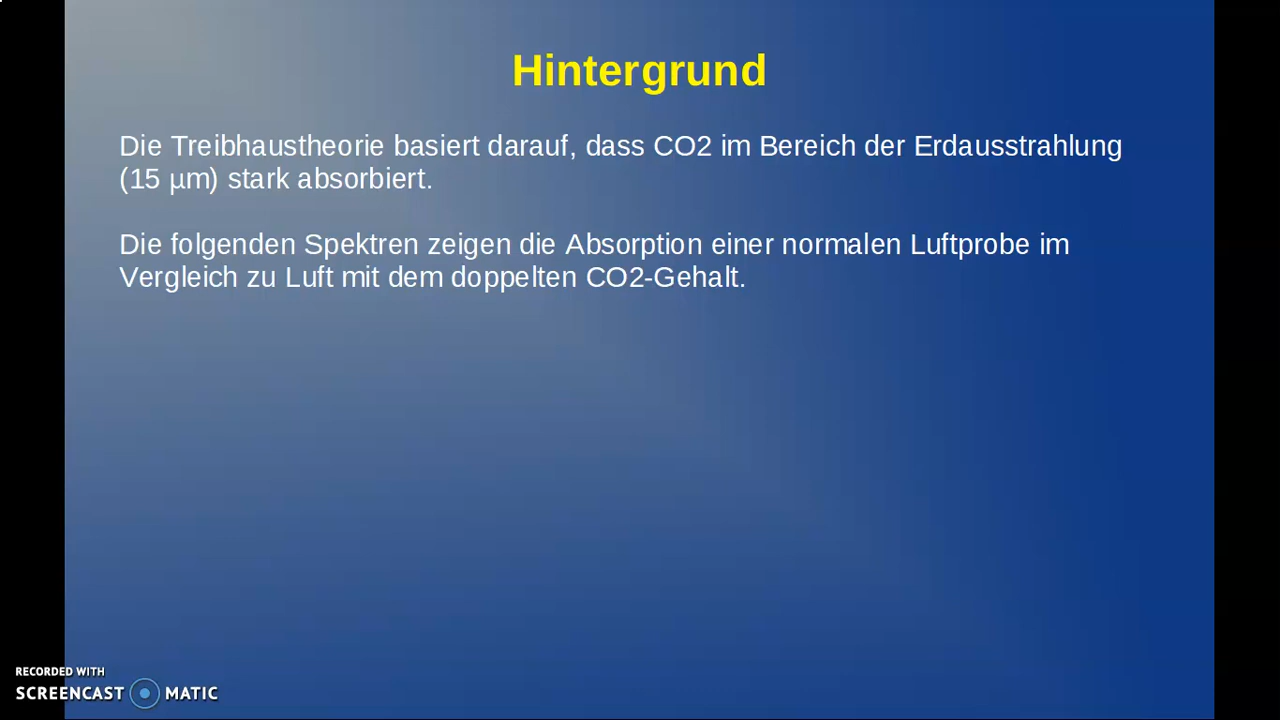 Hintergrund
Die Treibhaustheorie basiert darauf, dass CO2 im Bereich der Erdausstrahlung
(15 µm) stark absorbiert.
Die folgenden Spektren zeigen die Absorption einer normalen Luftprobe im
Vergleich zu Luft mit dem doppelten CO2-Gehalt.
RECORDED WITH
SCREENCAST MATIC